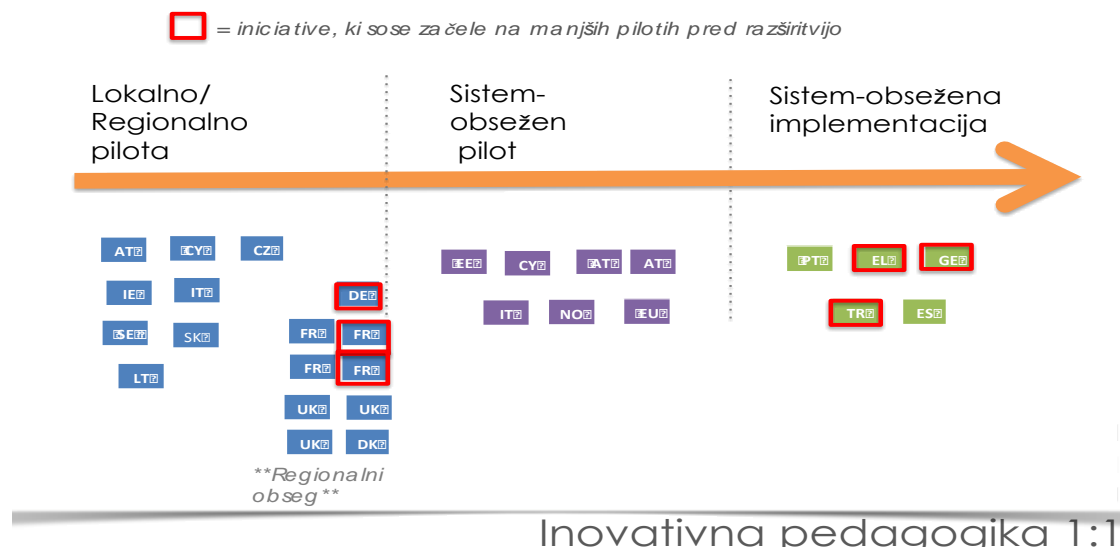 = iniciative, ki sose začele na manjših pilotih pred razširitvijo
Lokalno/
Regionalno
pilota
Sistem-
obsežen
pilot
Sistem-obsežena
implementacija
AT CY CZ
IE IT
DE
SE SK
FR FR
LT
FR FR
UK UK
UK DK
**Regionalni
obseg**
EE CY AT AT
IT NO EU
PT EL GE
TR ES
Inovativna pedagogika 1:1